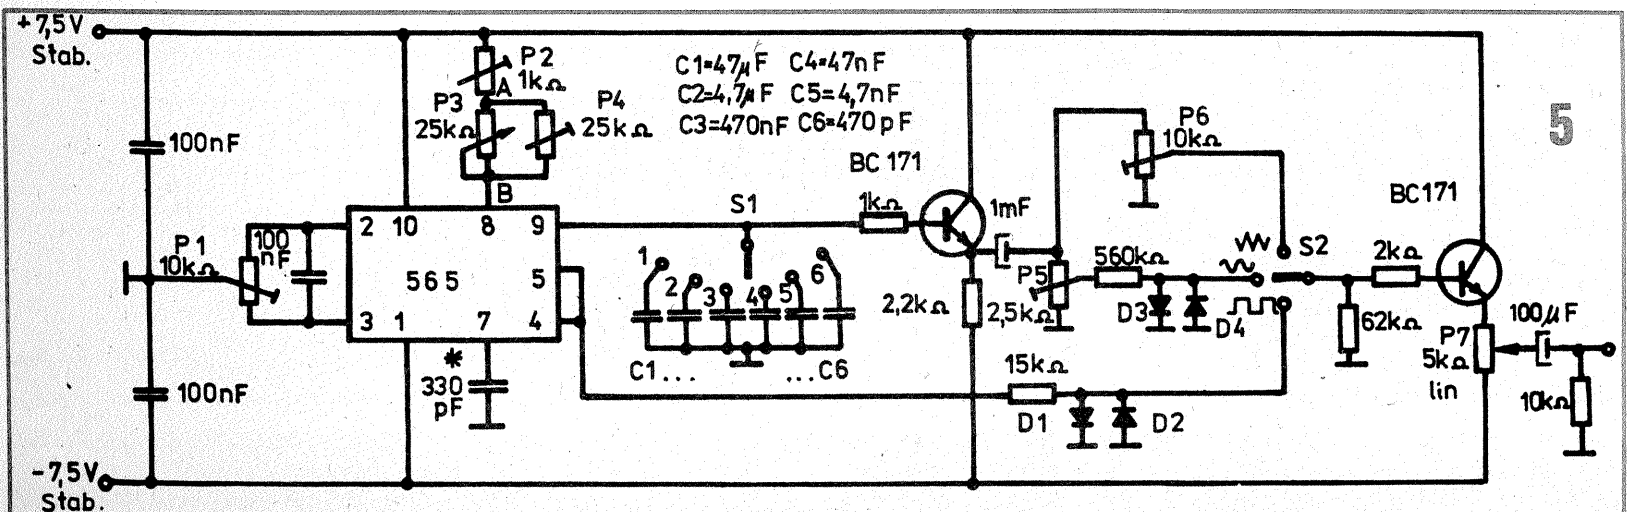 +7,5V
Stab.
P2
1kΩ
A
P3
25kΩ
P4
25kΩ
B
C1=47µF C4=47nF
C2=4,7µF C5=4,7nF
C3=470nF C6=470pF
5
100nF
BC 171
P6
10kΩ
BC171
P1
10kΩ
100
nF
2 10 8 9
565
5
3 1 7 4
S1
1kΩ
1mF
1 2 3 4 5 6
C1... ...C6
P5
2,5kΩ
560kΩ
S2
2kΩ
2,2kΩ
D3
D4
62kΩ
P7
5kΩ
lin
100µF
10kΩ
*
330
pF
15kΩ
D1
D2
100nF
-7,5V
Stab.